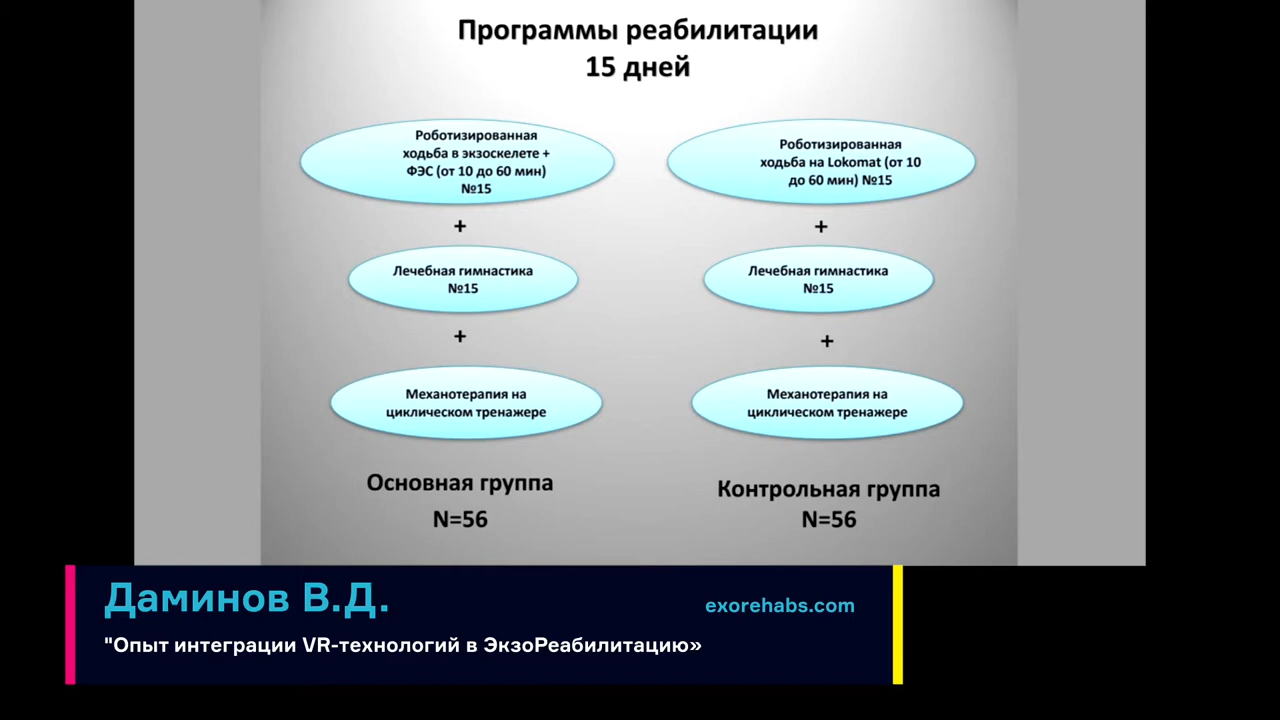 Программы реабилитации
15 дней
Роботизированная
ходьба в экзоскелете +
ФЭС (от 10 до 60 мин)
№15
+
Лечебная гимнастика
№15
+
Механотерапия на
циклическом тренажере
Основная группа
N=56
Роботизированная
ходьба на Lokomat (от 10
до 60 мин) №15
+
Лечебная гимнастика
№15
+
Механотерапия на
циклическом тренажере
Контрольная группа
N=56
Даминов В.Д.
exorehabs.com
"Опыт интеграции VR-технологий в ЭкзоРеабилитацию»